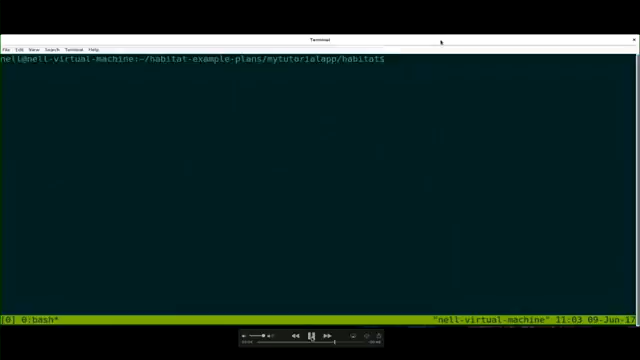 Terminal
File Edit View Search Terminal Help
nell@nell-virtual-machine:~/habitat-example-plans/mytutorialapp/habitat$
[0] 0:bash* "nell-virtual-machine" 11:03 09-Jun-17